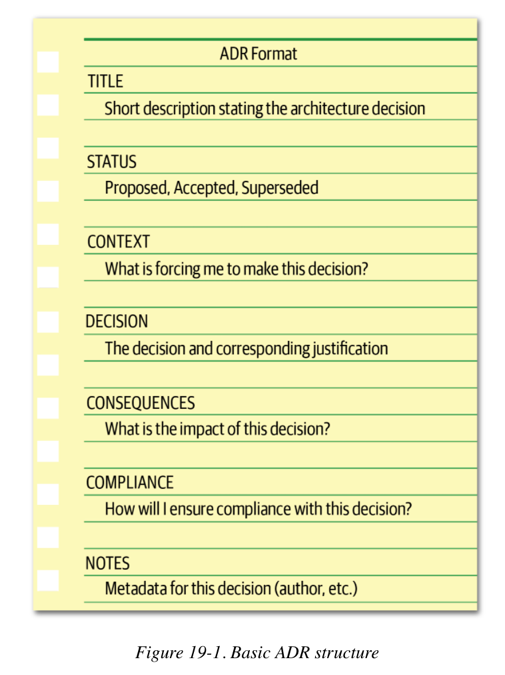 ADR Format
TITLE
Short description stating the architecture decision
STATUS
Proposed, Accepted, Superseded
CONTEXT
What is forcing me to make this decision?
DECISION
The decision and corresponding justification
CONSEQUENCES
What is the impact of this decision?
COMPLIANCE
How will I ensure compliance with this decision?
NOTES
Metadata for this decision (author, etc.)
Figure 19-1. Basic ADR structure